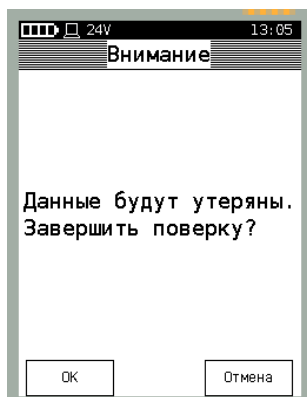 24V 13:05
Внимание
Данные будут утеряны.
Завершить поверку?
OK Отмена